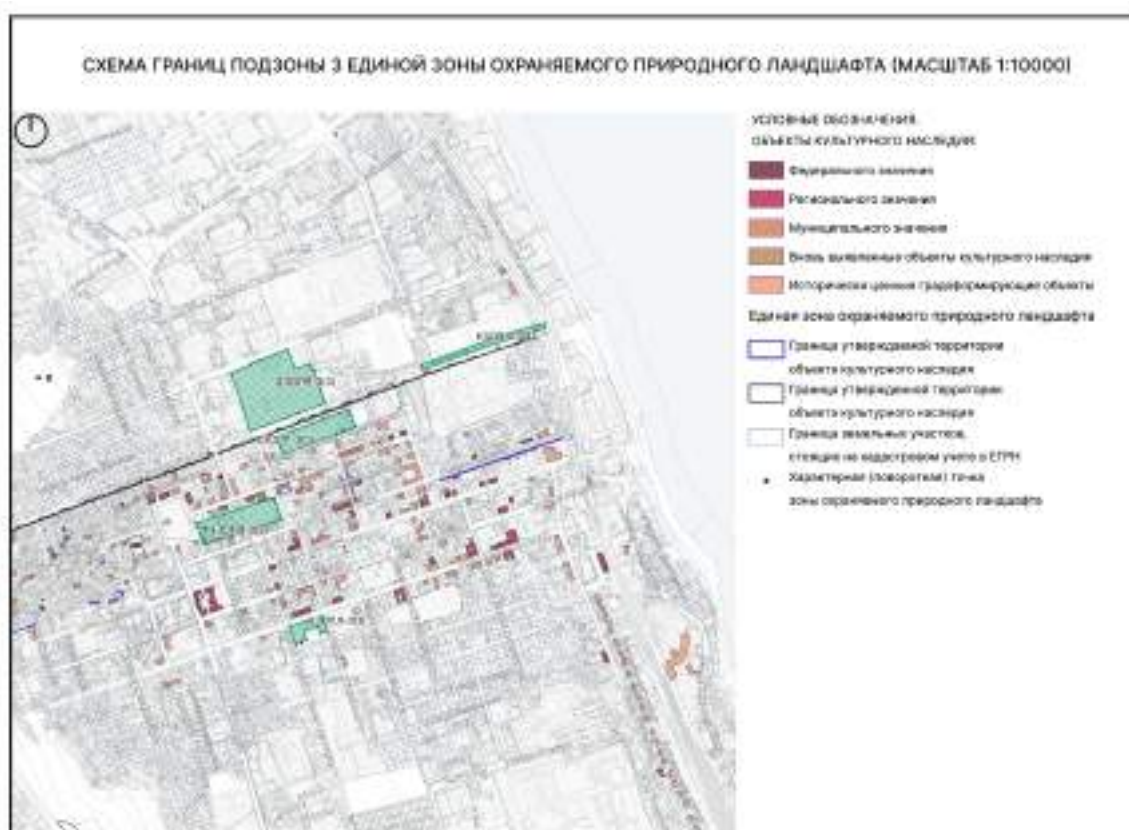 СХЕМА ГРАНИЦ ПОДЗОНЫ 3 ЕДИНОЙ ЗОНЫ ОХРАНЯЕМОГО ПРИРОДНОГО ЛАНДШАФТА (МАСШТАБ 1:10000)
УСЛОВНЫЕ ОБОЗНАЧЕНИЯ
ОБЪЕКТЫ КУЛЬТУРНОГО НАСЛЕДИЯ
Федерального значения
Регионального значения
Муниципального значения
Вновь выявленные объекты культурного наследия
Исторически ценные градоформирующие объекты
Единая зона охраняемого природного ландшафта
Граница утверждаемой территории
объекта культурного наследия
Граница утвержденной территории
объекта культурного наследия
Граница земельных участков,
стоящие на кадастровом учете в ЕГРН
Характерная (поворотная) точка
зоны охраняемого природного ландшафта